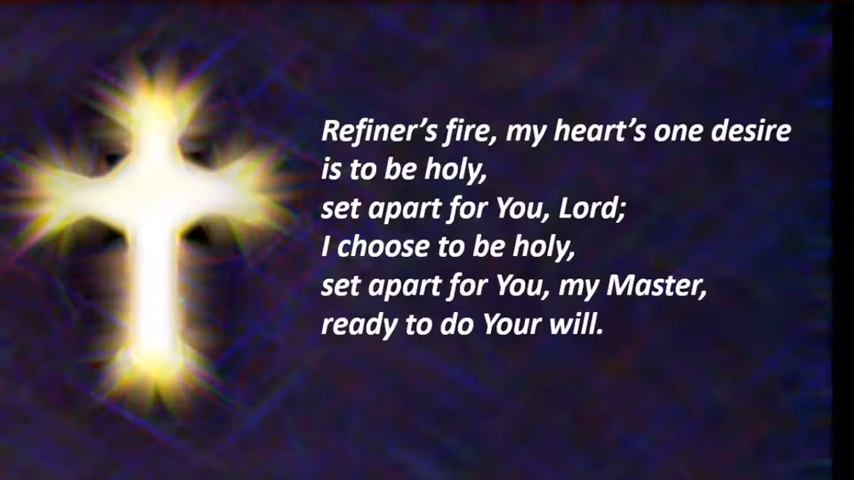 Refiner’s fire, my heart’s one desire
is to be holy,
set apart for You, Lord;
I choose to be holy,
set apart for You, my Master,
ready to do Your will.